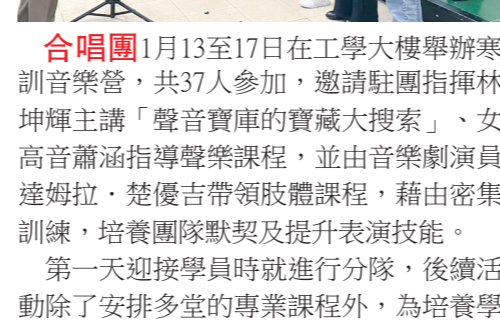 合唱團1月13至17日在工學大樓舉辦寒
訓音樂營，共37人參加，邀請駐團指揮林
坤輝主講「聲音寶庫的寶藏大搜索」、女
高音蕭涵指導聲樂課程，並由音樂劇演員
達姆拉．楚優吉帶領肢體課程，藉由密集
訓練，培養團隊默契及提升表演技能。
第一天迎接學員時就進行分隊，後續活
動除了安排多堂的專業課程外，為培養學